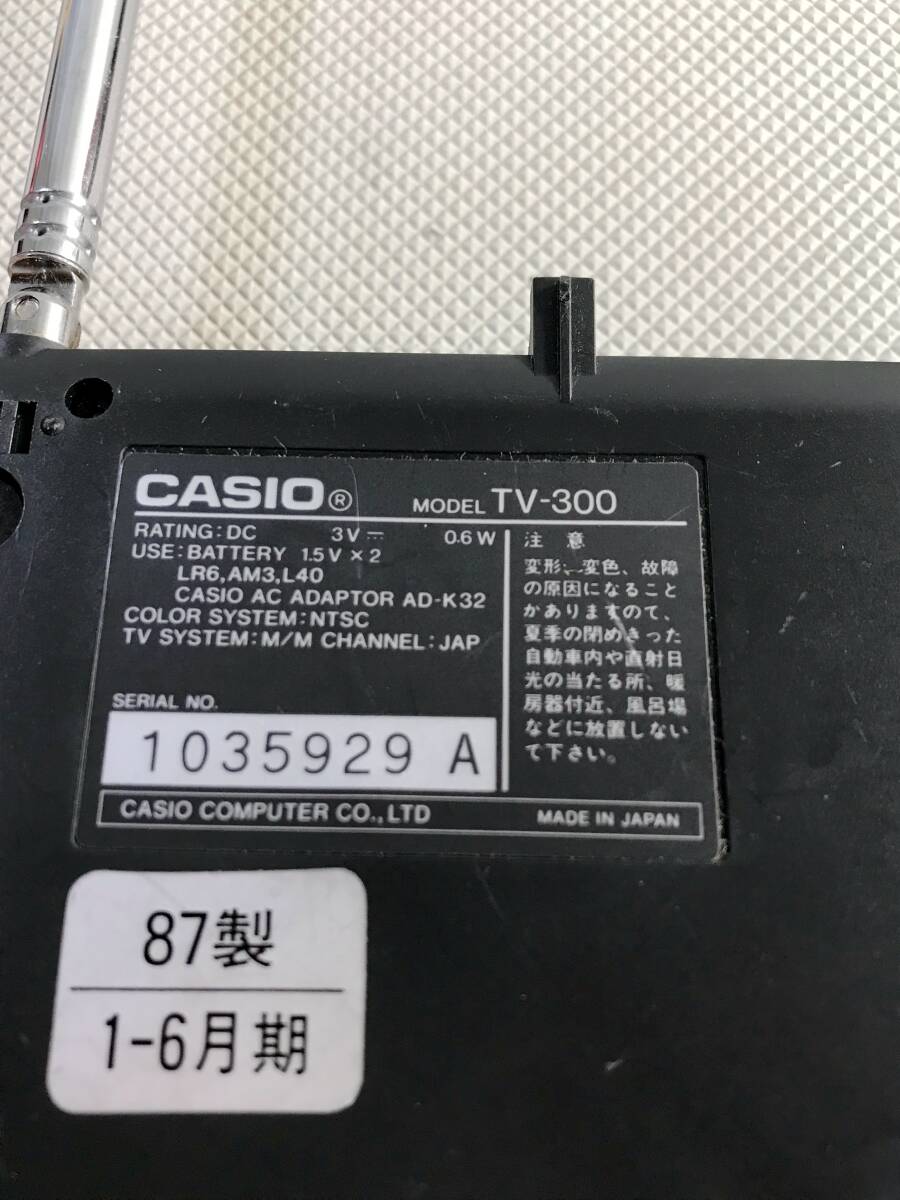 CASIO® MODEL TV-300
RATING: DC 3V⎓ 0.6W
USE: BATTERY 1.5V×2
LR6,AM3,L40
CASIO AC ADAPTOR AD-K32
COLOR SYSTEM: NTSC
TV SYSTEM: M/M CHANNEL: JAP
SERIAL NO.
1035929 A
注 意
変形、変色、故障
の原因になること
がありますので、
夏季の閉めきった
自動車内や直射日
光の当たる所、暖
房器付近、風呂場
などに放置しない
で下さい。
CASIO COMPUTER CO.,LTD MADE IN JAPAN
87製
1-6月期